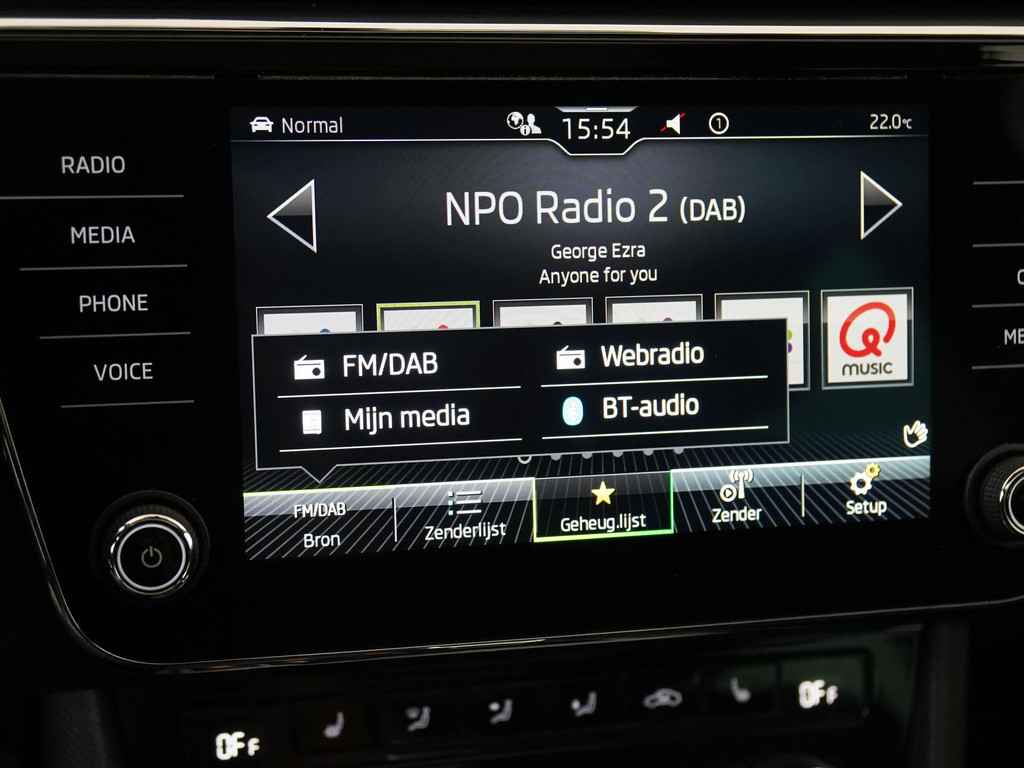 Normal
15:54
1
22.0°C
RADIO
MEDIA
PHONE
VOICE
NPO Radio 2 (DAB)
George Ezra
Anyone for you
MUSIC
FM/DAB
Webradio
Mijn media
BT-audio
FM/DAB
Bron
Zenderlijst
Geheug.lijst
Zender
Setup
OFF
OFF